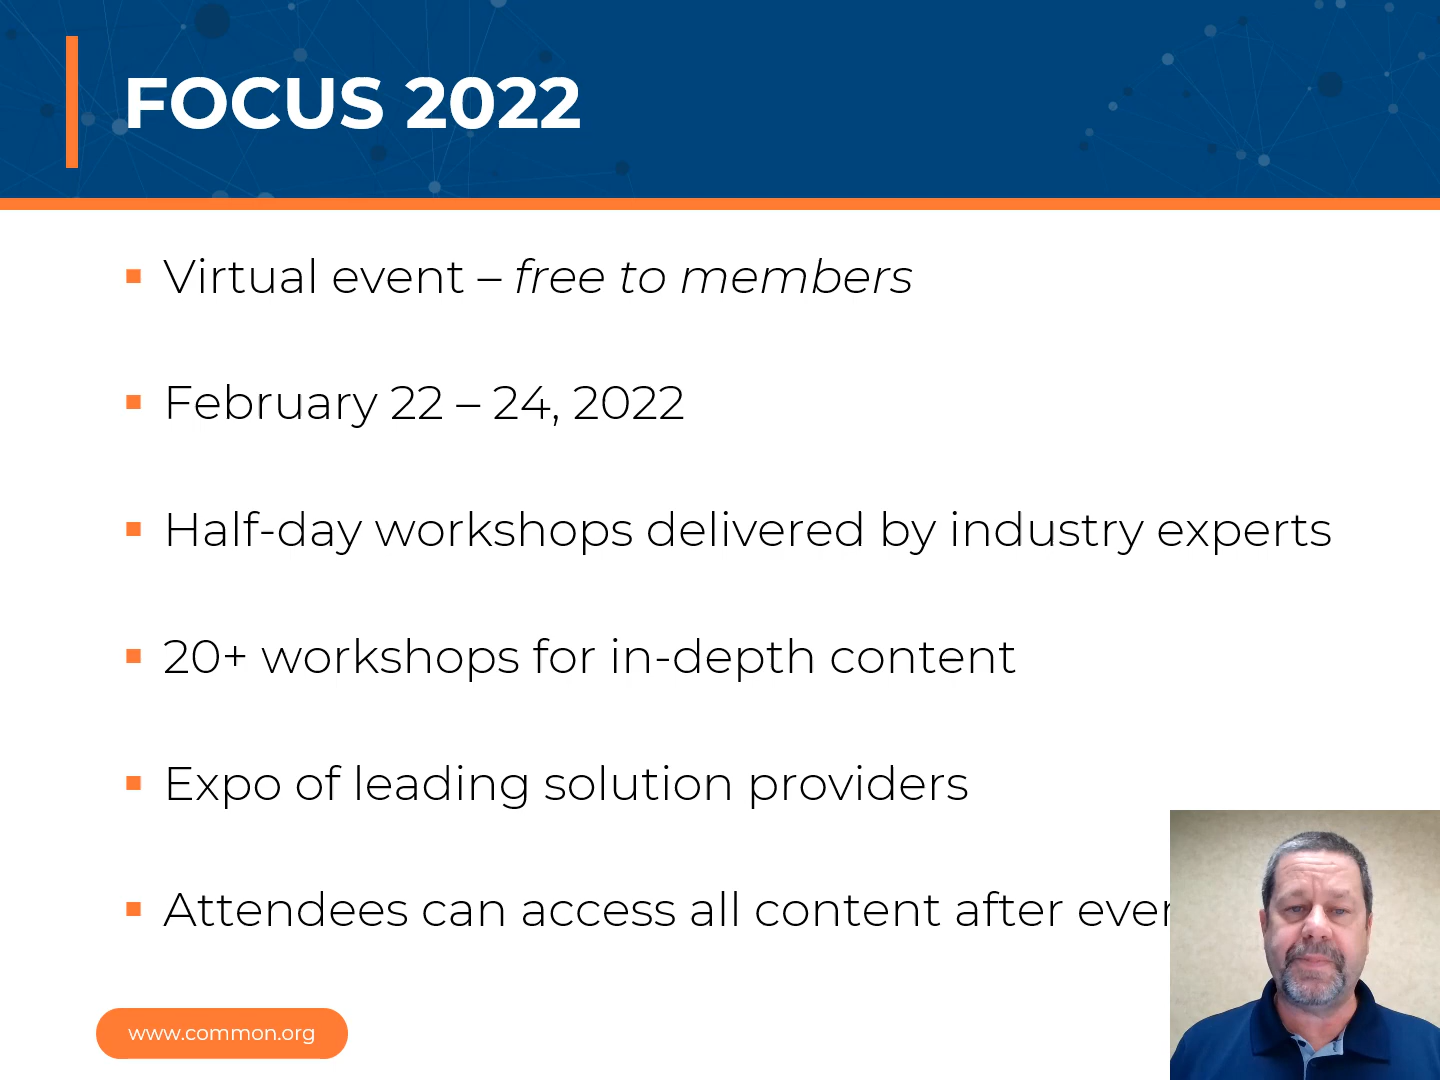 FOCUS 2022
Virtual event – free to members
February 22 – 24, 2022
Half-day workshops delivered by industry experts
20+ workshops for in-depth content
Expo of leading solution providers
Attendees can access all content after
www.common.org